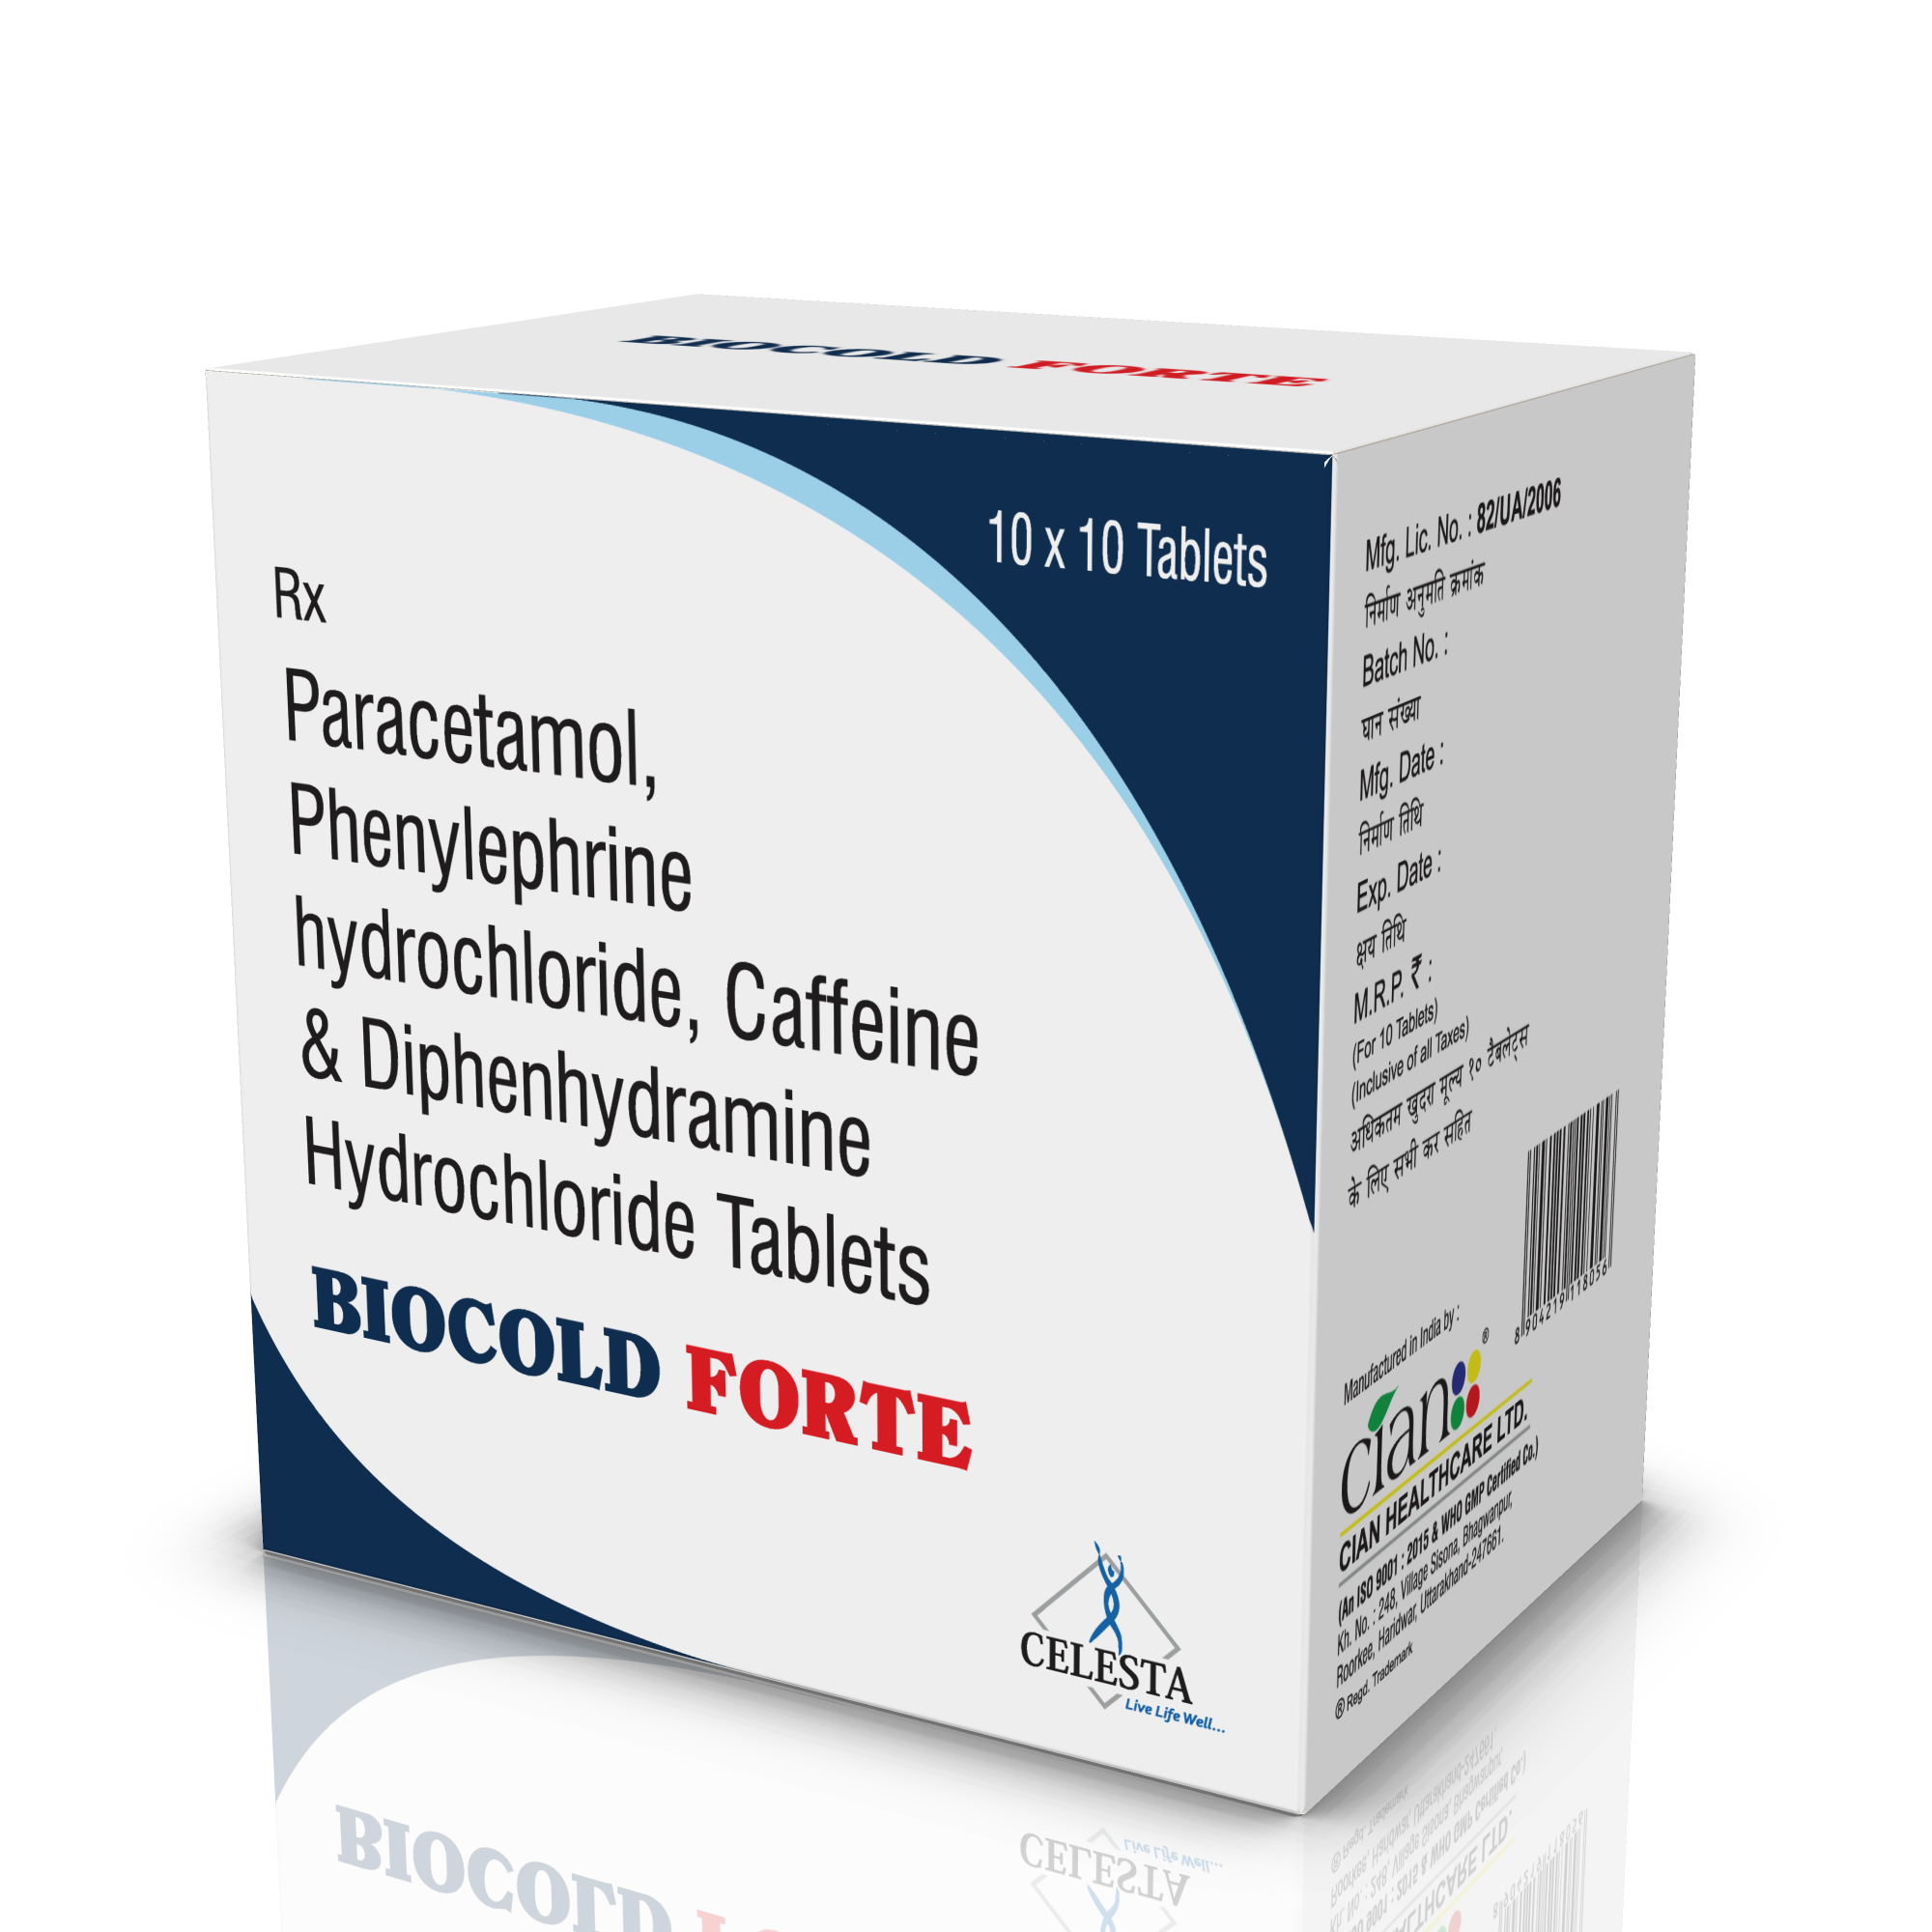 BIOCOLD FORTE
10 x 10 Tablets
Rx
Paracetamol,
Phenylephrine
hydrochloride, Caffeine
& Diphenhydramine
Hydrochloride Tablets
BIOCOLD FORTE
CELESTA
Live Life Well...
Mfg. Lic. No. : 82/UA/2006
निर्माण अनुमति क्रमांक
Batch No. :
घान संख्या
Mfg. Date :
निर्माण तिथि
Exp. Date :
क्षय तिथि
M.R.P. ₹ :
(For 10 Tablets)
(Inclusive of all Taxes)
अधिकतम खुदरा मूल्य १० टैबलेट्स
के लिए सभी कर सहित
8 904219 118056
Manufactured in India by :
cian ®
CIAN HEALTHCARE LTD.
(An ISO 9001 : 2015 & WHO GMP Certified Co.)
Kh. No. : 248, Village Sisona, Bhagwanpur,
Roorkee, Haridwar, Uttarakhand-247661.
® Regd. Trademark